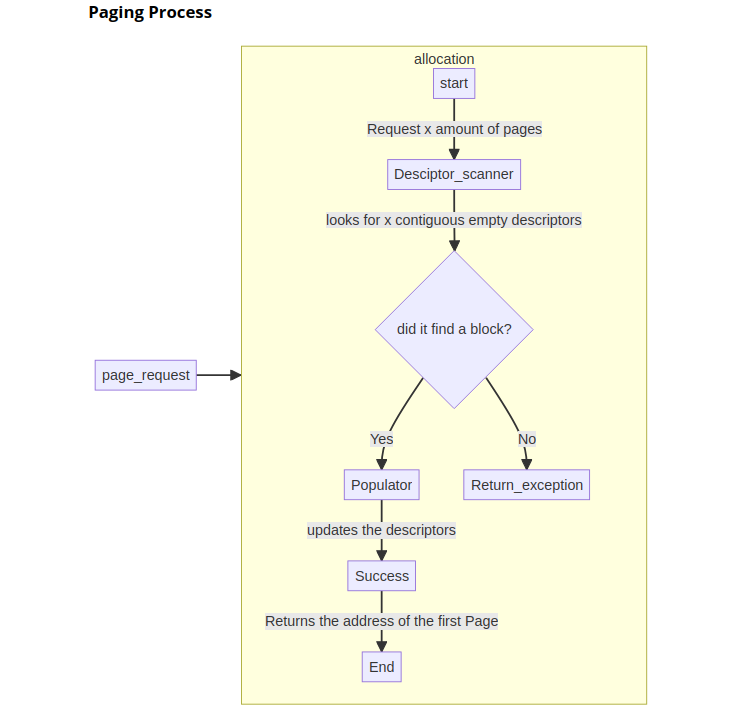 Paging Process
allocation
start
Request x amount of pages
Desciptor_scanner
looks for x contiguous empty descriptors
did it find a block?
page_request
Yes
No
Populator
Return_exception
updates the descriptors
Success
Returns the address of the first Page
End